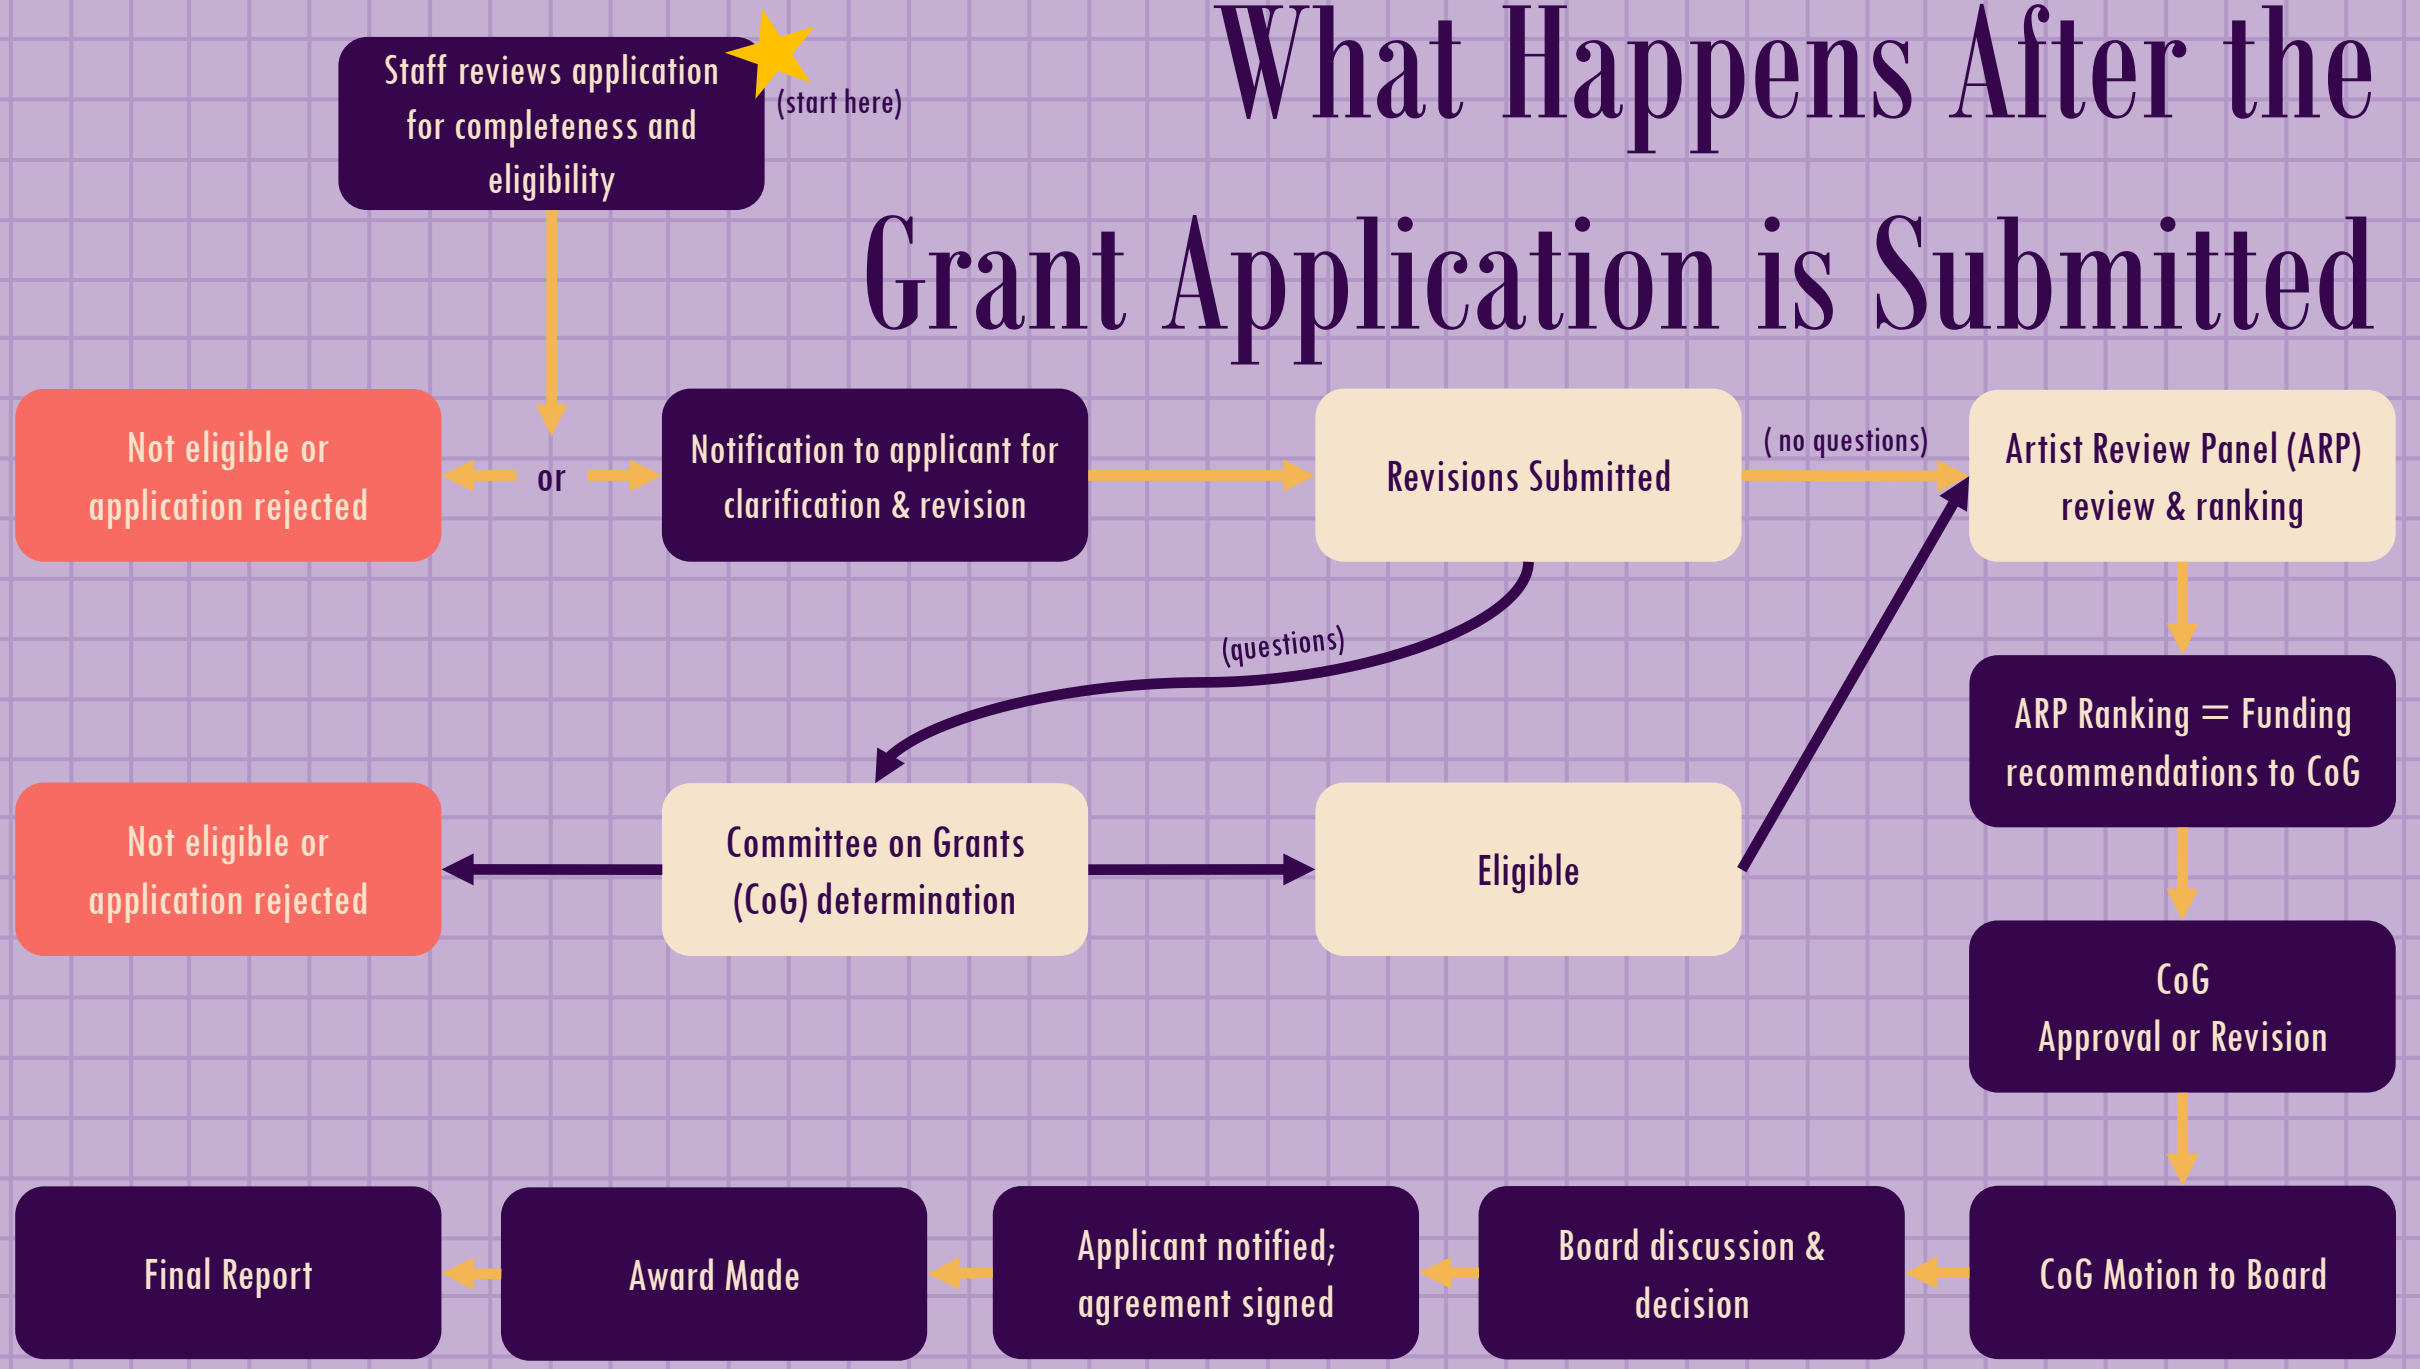 What Happens After the
Grant Application is Submitted
Staff reviews application
for completeness and
eligibility
(start here)
Not eligible or
application rejected
or
Notification to applicant for
clarification & revision
Revisions Submitted
( no questions)
Artist Review Panel (ARP)
review & ranking
(questions)
Not eligible or
application rejected
Committee on Grants
(CoG) determination
Eligible
ARP Ranking = Funding
recommendations to CoG
CoG
Approval or Revision
CoG Motion to Board
Board discussion &
decision
Applicant notified;
agreement signed
Award Made
Final Report